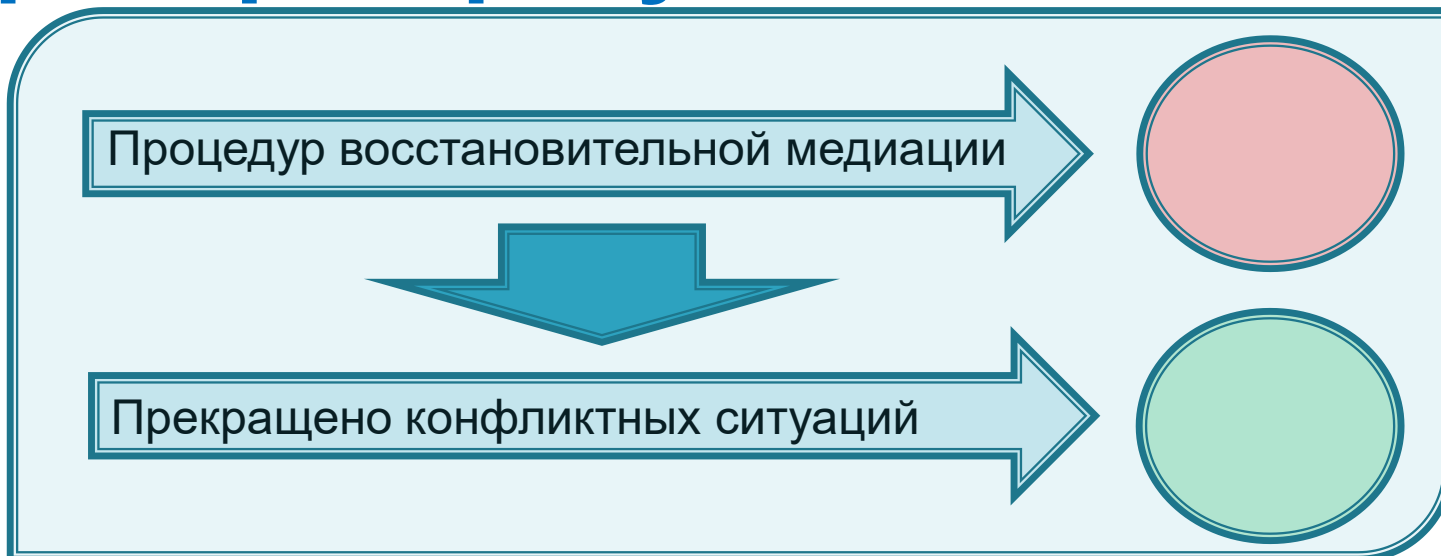 Процедур восстановительной медиации
Прекращено конфликтных ситуаций